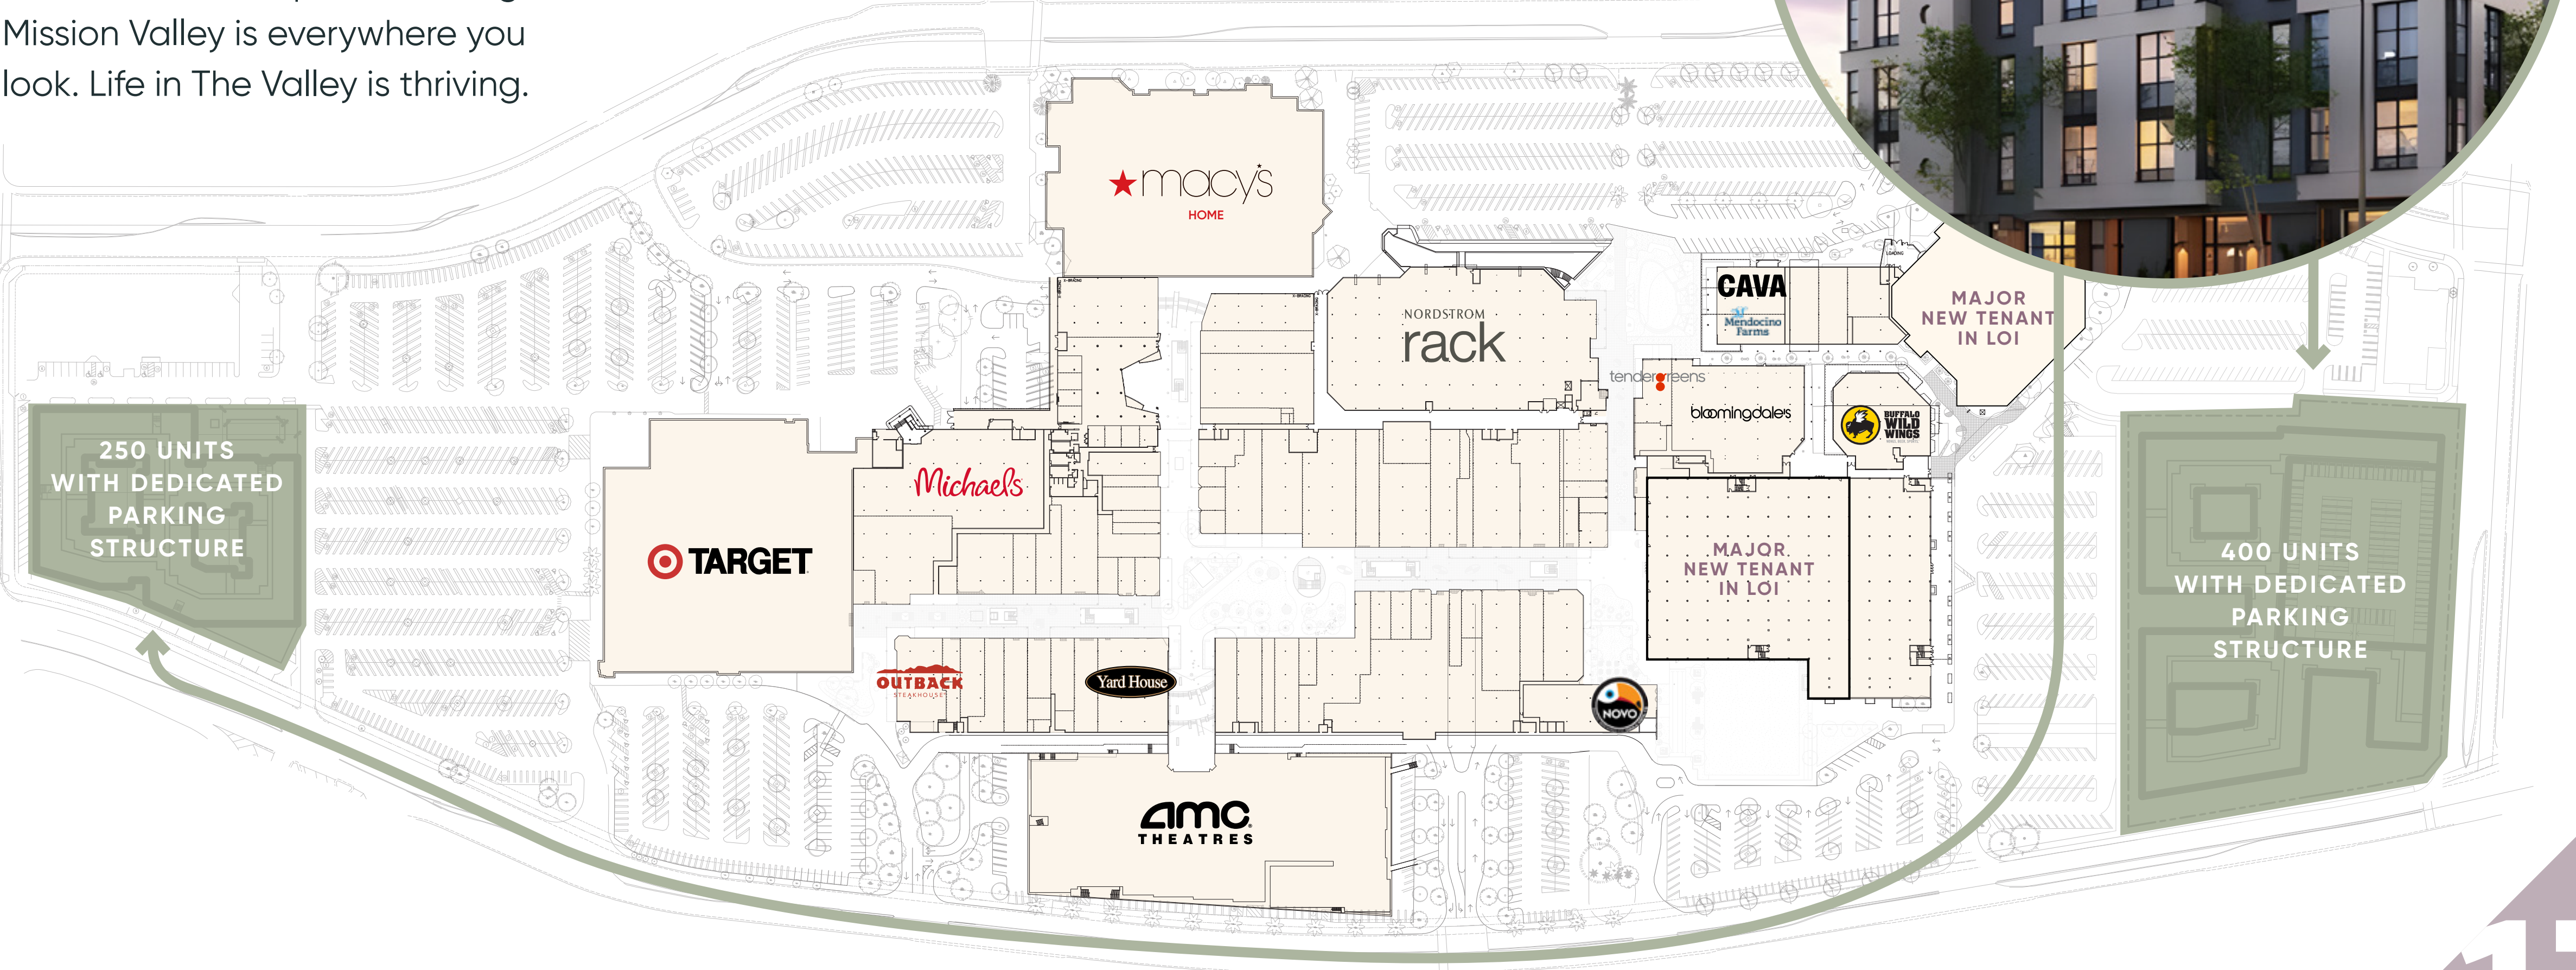 Mission Valley is everywhere you
look. Life in The Valley is thriving.
macy's
HOME
NORDSTROM
rack
CAVA
Mendocino
Farms
LOADING
MAJOR
NEW TENANT
IN LOI
tendergreens
bloomingdale's
BUFFALO
WILD
WINGS
250 UNITS
WITH DEDICATED
PARKING
STRUCTURE
Michaels
TARGET
MAJOR
NEW TENANT
IN LOI
400 UNITS
WITH DEDICATED
PARKING
STRUCTURE
OUTBACK
STEAKHOUSE
Yard House
NOVO
amc
THEATRES